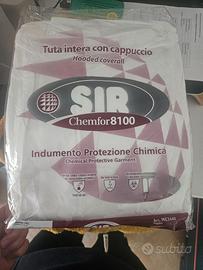 Tuta intera con cappuccio
Hooded coverall
SIR
Chemfor8100
Indumento Protezione Chimica
Chemical Protective Garment
subito